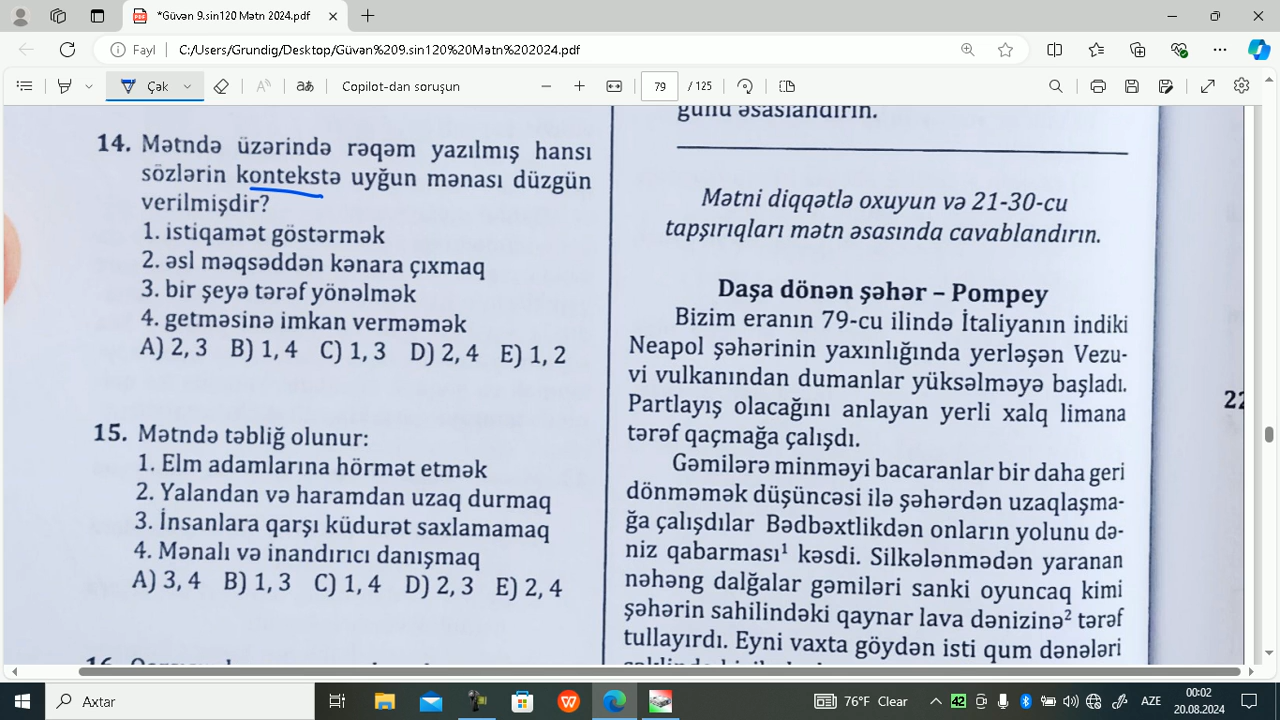 *Güvən 9.sin120 Mətn 2024.pdf
Fayl
C:/Users/Grundig/Desktop/Güvən%209.sin120%20Mətn%202024.pdf
Çək
aあ
Copilot-dan soruşun
79 / 125
14. Mətndə üzərində rəqəm yazılmış hansı
sözlərin kontekstə uyğun mənası düzgün
verilmişdir?
1. istiqamət göstərmək
2. əsl məqsəddən kənara çıxmaq
3. bir şeyə tərəf yönəlmək
4. getməsinə imkan verməmək
A) 2, 3 B) 1, 4 C) 1, 3 D) 2, 4 E) 1, 2
15. Mətndə təbliğ olunur:
1. Elm adamlarına hörmət etmək
2. Yalandan və haramdan uzaq durmaq
3. İnsanlara qarşı küdurət saxlamamaq
4. Mənalı və inandırıcı danışmaq
A) 3, 4 B) 1, 3 C) 1, 4 D) 2, 3 E) 2, 4
günü əsaslandırın.
Mətni diqqətlə oxuyun və 21-30-cu
tapşırıqları mətn əsasında cavablandırın.
Daşa dönən şəhər – Pompey
Bizim eranın 79-cu ilində İtaliyanın indiki
Neapol şəhərinin yaxınlığında yerləşən Vezu-
vi vulkanından dumanlar yüksəlməyə başladı.
Partlayış olacağını anlayan yerli xalq limana
tərəf qaçmağa çalışdı.
Gəmilərə minməyi bacaranlar bir daha geri
dönməmək düşüncəsi ilə şəhərdən uzaqlaşma-
ğa çalışdılar Bədbəxtlikdən onların yolunu də-
niz qabarması¹ kəsdi. Silkələnmədən yaranan
nəhəng dalğalar gəmiləri sanki oyuncaq kimi
şəhərin sahilindəki qaynar lava dənizinə² tərəf
tullayırdı. Eyni vaxta göydən isti qum dənələri
22
Axtar
76°F Clear
42
AZE
00:02
20.08.2024